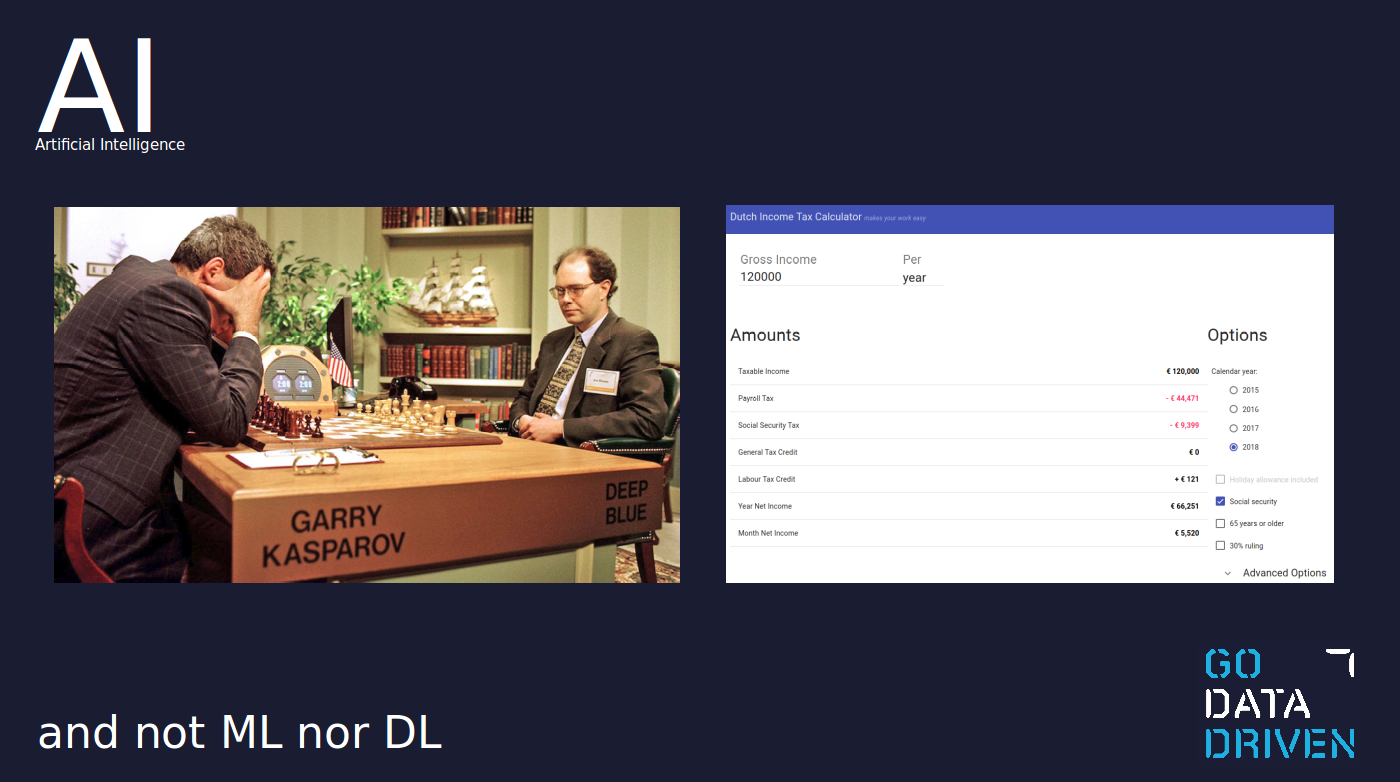 AI
Artificial Intelligence
GARRY
KASPAROV
DEEP
BLUE
Dutch Income Tax Calculator makes your work easy
Gross Income Per
120000 year
Amounts Options
Taxable Income € 120,000 Calendar year:
2015
Payroll Tax - € 44,471
2016
Social Security Tax - € 9,399 2017
General Tax Credit € 0 2018
Labour Tax Credit + € 121 Holiday allowance included
Year Net Income € 66,251 Social security
65 years or older
Month Net Income € 5,520
30% ruling
Advanced Options
and not ML nor DL
GO
DATA
DRIVEN